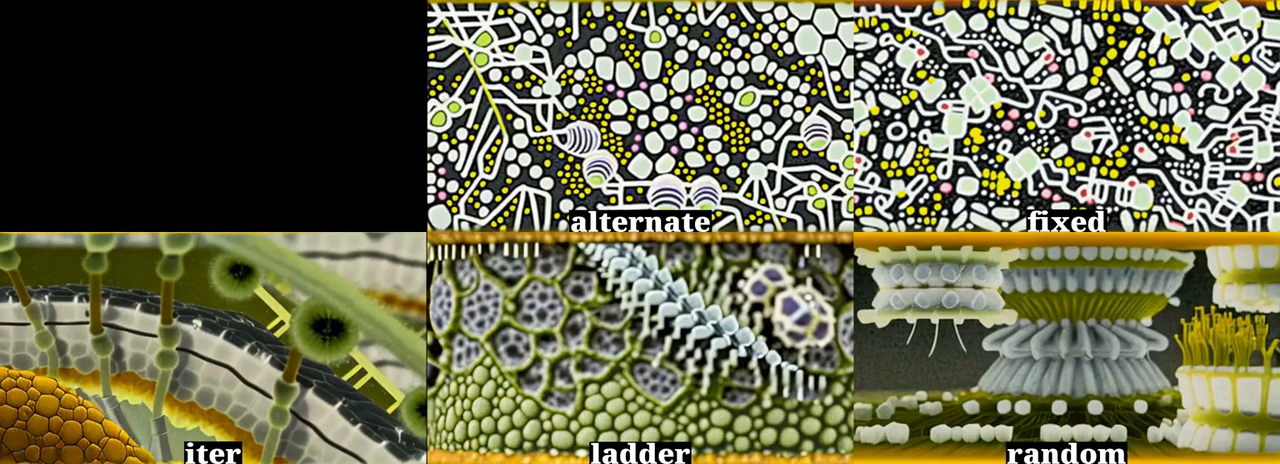 alternate
fixed
iter
ladder
random